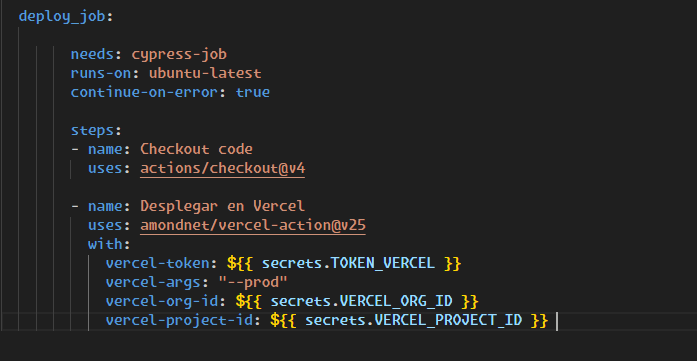 deploy_job:
needs: cypress-job
runs-on: ubuntu-latest
continue-on-error: true
steps:
- name: Checkout code
uses: actions/checkout@v4
- name: Desplegar en Vercel
uses: amondnet/vercel-action@v25
with:
vercel-token: ${{ secrets.TOKEN_VERCEL }}
vercel-args: "--prod"
vercel-org-id: ${{ secrets.VERCEL_ORG_ID }}
vercel-project-id: ${{ secrets.VERCEL_PROJECT_ID }}